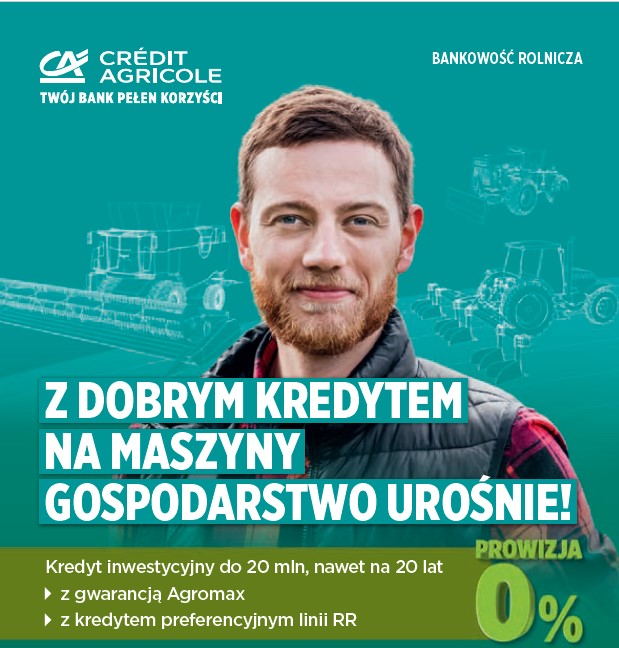 CRÉDIT
AGRICOLE
TWÓJ BANK PEŁEN KORZYŚCI
BANKOWOŚĆ ROLNICZA
Z DOBRYM KREDYTEM
NA MASZYNY
GOSPODARSTWO UROŚNIE!
Kredyt inwestycyjny do 20 mln, nawet na 20 lat
z gwarancją Agromax
z kredytem preferencyjnym linii RR
PROWIZJA
0%